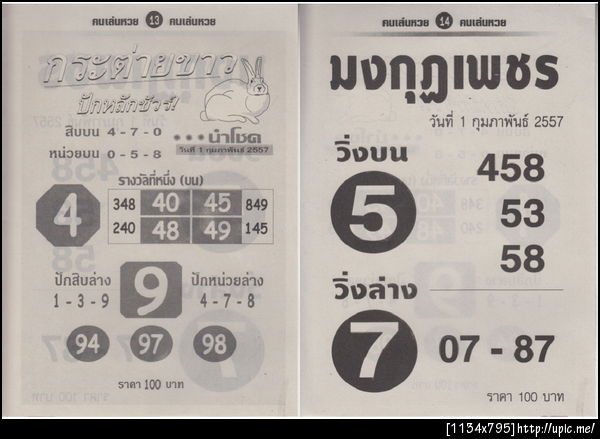 คนเล่นหวย 13 คนเล่นหวย
กระต่ายขาว
ปักหลักชัวร์!
สิบบน 4 - 7 - 0
หน่วยบน 0 - 5 - 8
•••นำโชค
วันที่ 1 กุมภาพันธ์ 2557
รางวัลที่หนึ่ง (บน)
4
348 40 45 849
240 48 49 145
ปักสิบล่าง
1 - 3 - 9
9
ปักหน่วยล่าง
4 - 7 - 8
94 97 98
ราคา 100 บาท
คนเล่นหวย 14 คนเล่นหวย
มงกุฎเพชร
วันที่ 1 กุมภาพันธ์ 2557
วิ่งบน
5
458
53
58
วิ่งล่าง
7
07 - 87
ราคา 100 บาท
[1154x795]http://upic.me/